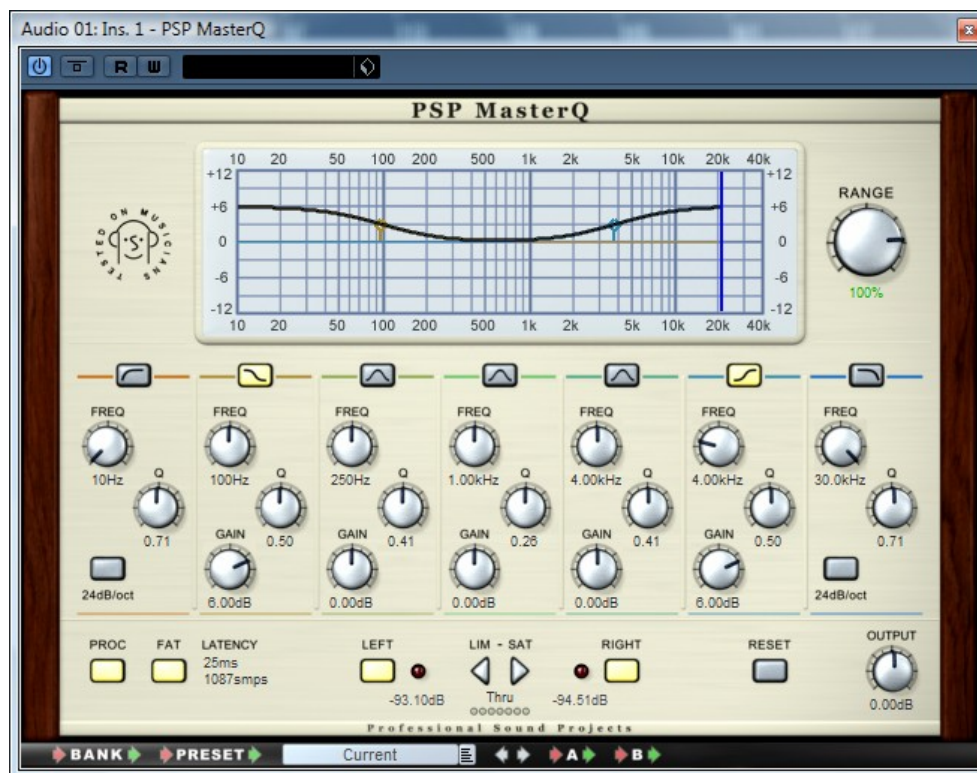 Audio 01: Ins. 1 - PSP MasterQ
R W
PSP MasterQ
TESTED ON MUSICIANS
10 20 50 100 200 500 1k 2k 5k 10k 20k 40k
+12 +12
+6 +6
0 0
-6 -6
-12 -12
10 20 50 100 200 500 1k 2k 5k 10k 20k 40k
RANGE
100%
FREQ FREQ FREQ FREQ FREQ FREQ FREQ
10Hz 100Hz 250Hz 1.00kHz 4.00kHz 4.00kHz 30.0kHz
Q Q Q Q Q Q Q
0.71 0.50 0.41 0.26 0.41 0.50 0.71
GAIN GAIN GAIN GAIN GAIN
24dB/oct 6.00dB 0.00dB 0.00dB 0.00dB 6.00dB 24dB/oct
PROC FAT LATENCY LEFT LIM - SAT RIGHT RESET OUTPUT
25ms
1087smps
-93.10dB Thru -94.51dB 0.00dB
Professional Sound Projects
BANK PRESET Current A B